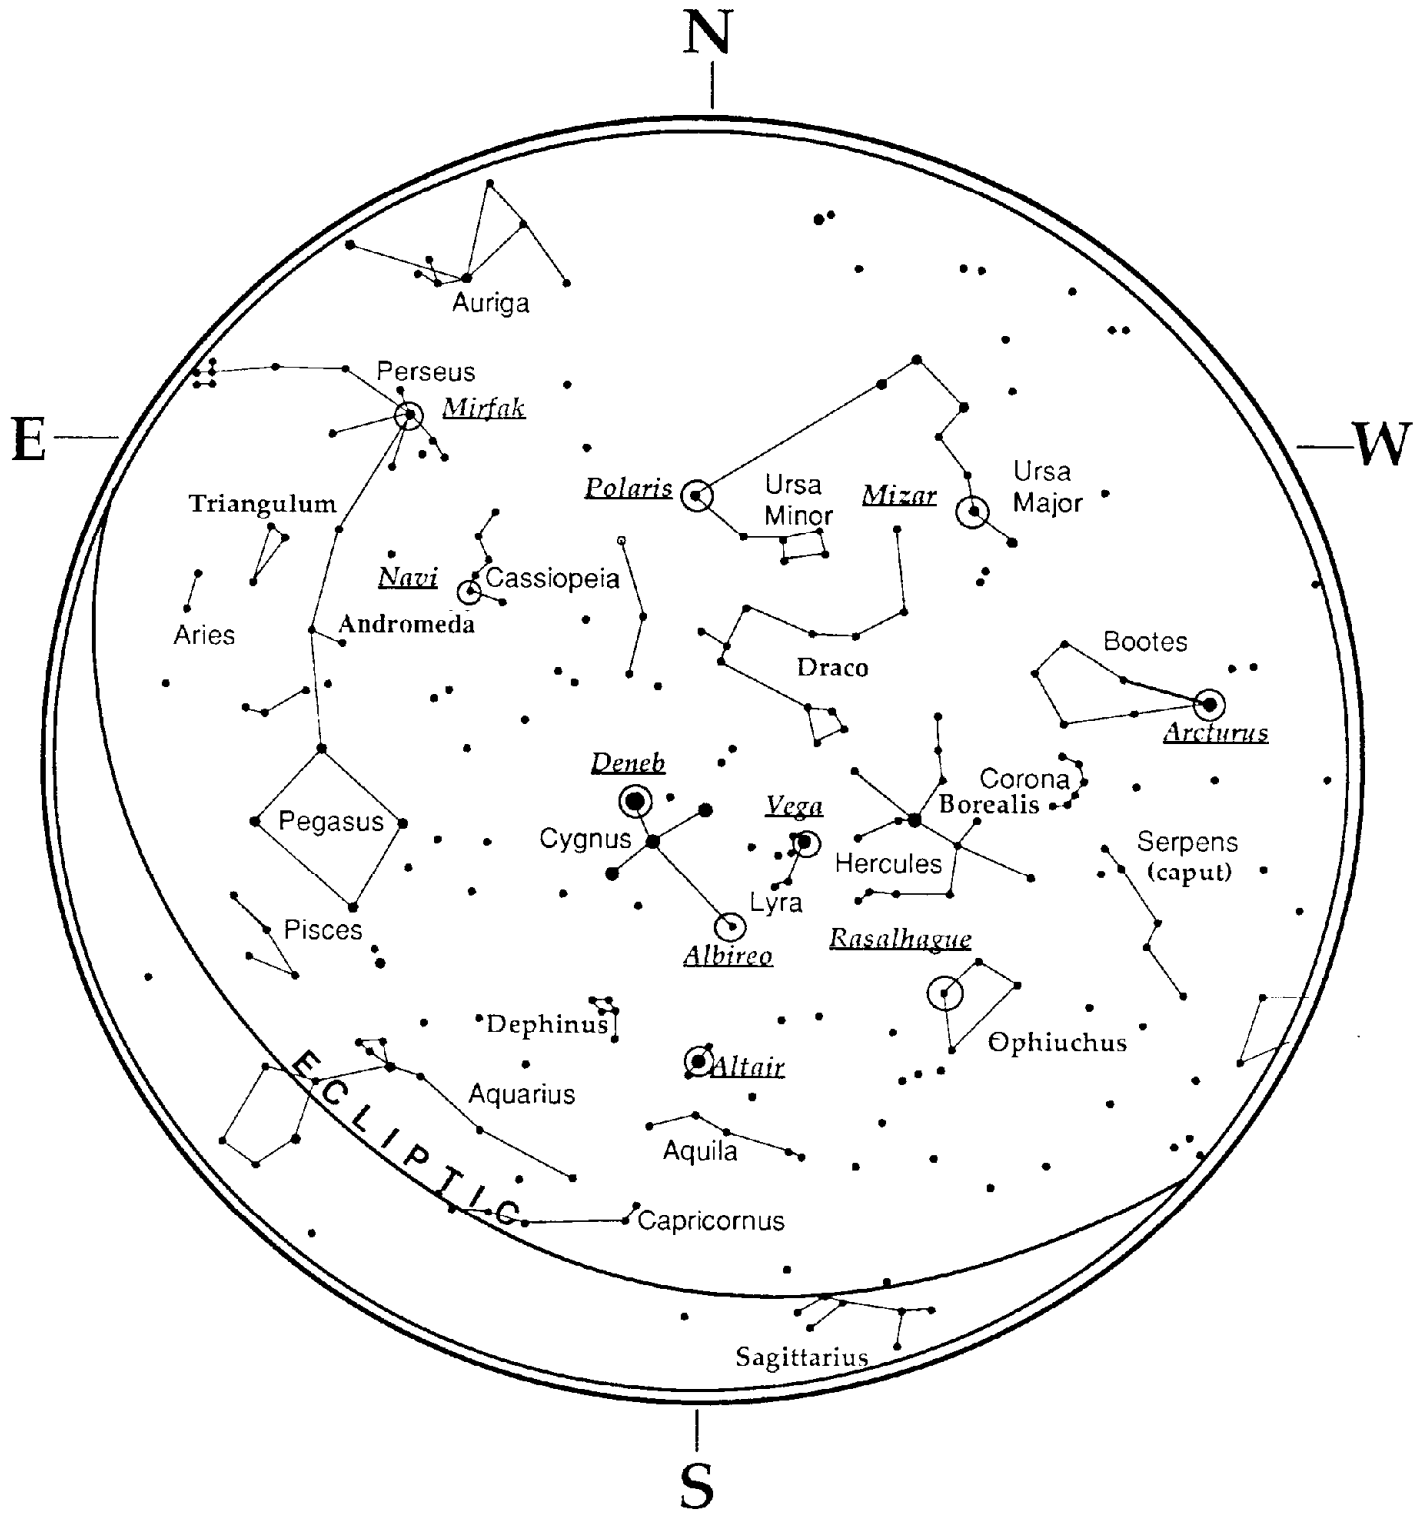 N
Auriga
Perseus
Mirfak
E
W
Polaris
Ursa
Minor
Mizar
Ursa
Major
Triangulum
Navi
Cassiopeia
Aries
Andromeda
Draco
Bootes
Arcturus
Deneb
Vega
Corona
Borealis
Pegasus
Cygnus
Hercules
Serpens
(caput)
Lyra
Pisces
Albireo
Rasalhague
Dephinus
Ophiuchus
Altair
Aquarius
ECLIPTIC
Aquila
Capricornus
Sagittarius
S